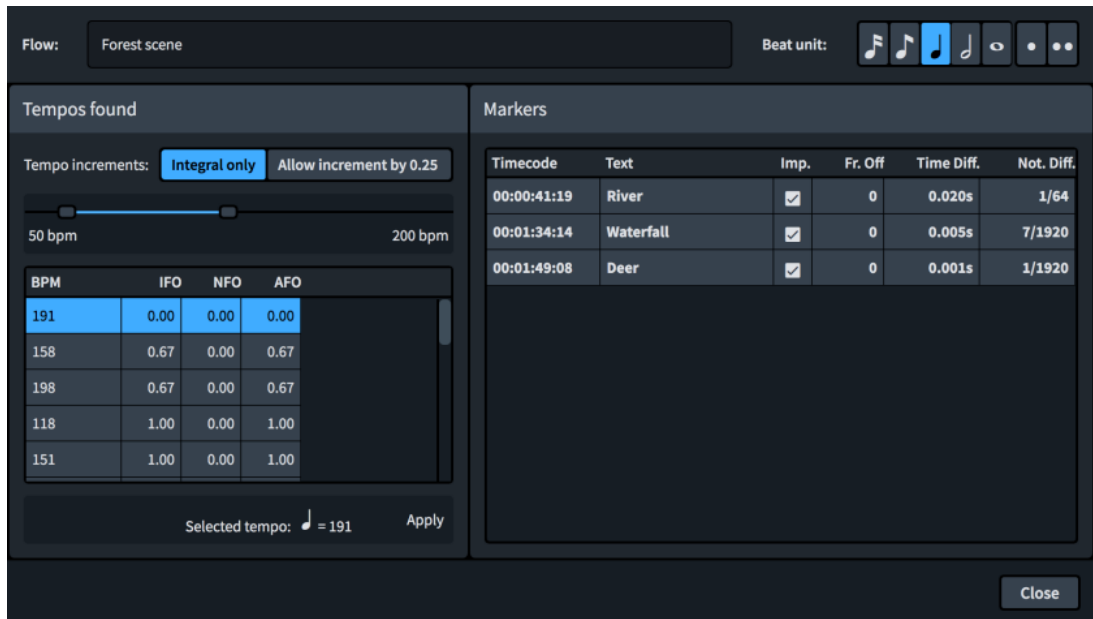 Flow: Forest scene Beat unit:
Tempos found
Tempo increments: Integral only Allow increment by 0.25
50 bpm 200 bpm
BPM IFO NFO AFO
191 0.00 0.00 0.00
158 0.67 0.00 0.67
198 0.67 0.00 0.67
118 1.00 0.00 1.00
151 1.00 0.00 1.00
Selected tempo: = 191 Apply
Markers
Timecode Text Imp. Fr. Off Time Diff. Not. Diff.
00:00:41:19 River 0 0.020s 1/64
00:01:34:14 Waterfall 0 0.005s 7/1920
00:01:49:08 Deer 0 0.001s 1/1920
Close